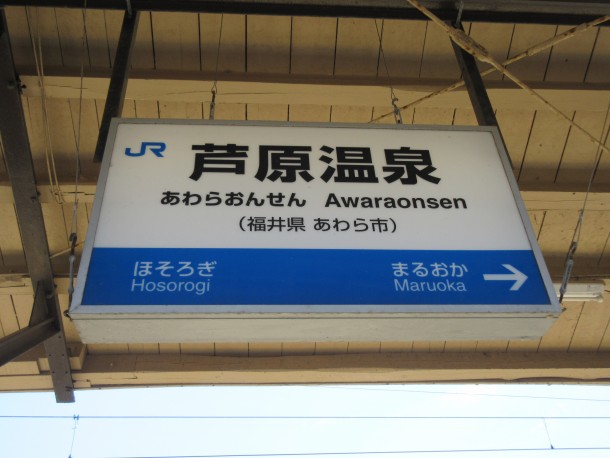 JR 芦原温泉
あわらおんせん Awaraonsen
（福井県 あわら市）
ほそろぎ まるおか →
Hosorogi Maruoka